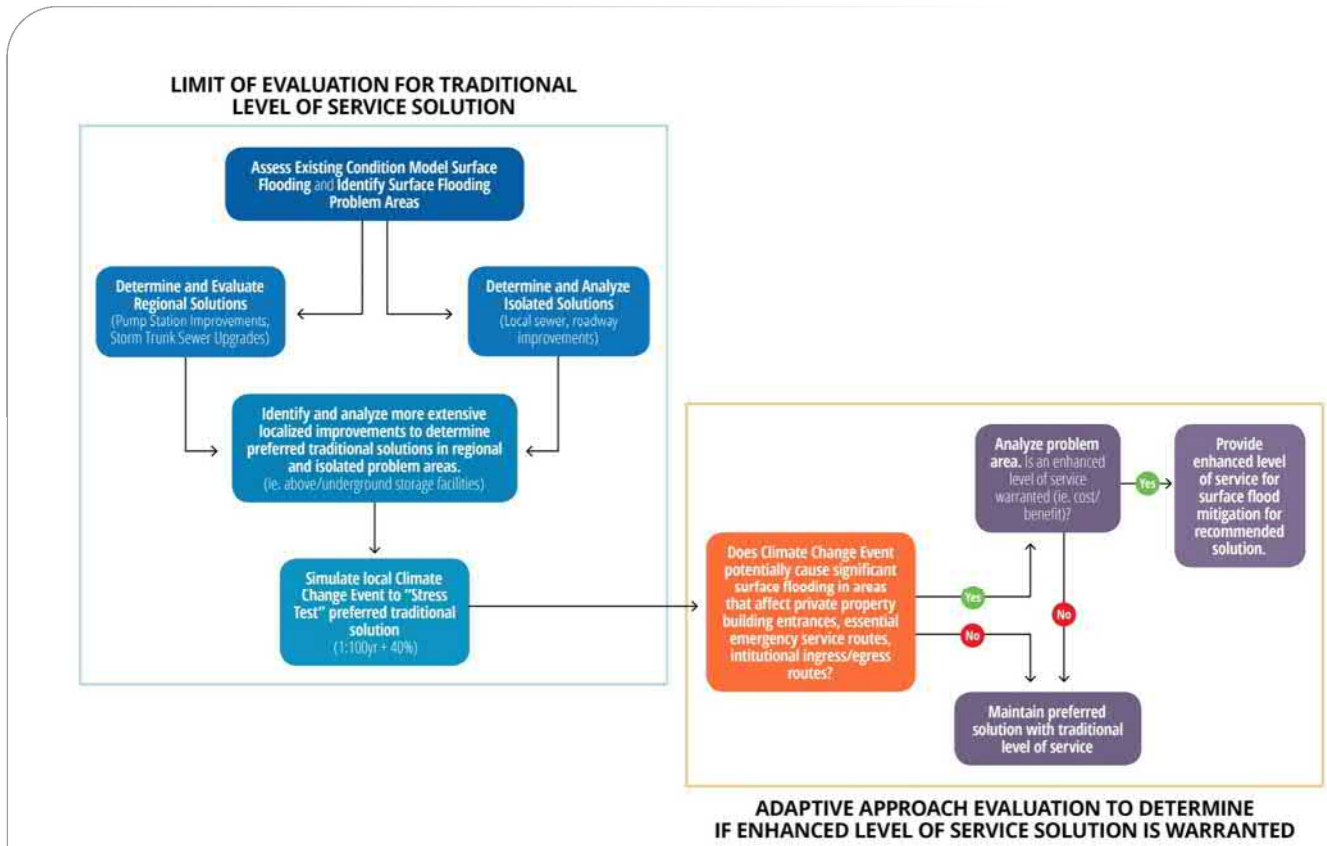 LIMIT OF EVALUATION FOR TRADITIONAL
LEVEL OF SERVICE SOLUTION
Assess Existing Condition Model Surface
Flooding and Identify Surface Flooding
Problem Areas
Determine and Evaluate
Regional Solutions
(Pump Station Improvements,
Storm Trunk Sewer Upgrades)
Determine and Analyze
Isolated Solutions
(Local sewer, roadway
improvements)
Identify and analyze more extensive
localized improvements to determine
preferred traditional solutions in regional
and isolated problem areas.
(ie. above/underground storage facilities)
Simulate local Climate
Change Event to "Stress
Test" preferred traditional
solution
(1:100yr + 40%)
Does Climate Change Event
potentially cause significant
surface flooding in areas
that affect private property
building entrances, essential
emergency service routes,
intitutional ingress/egress
routes?
Yes
No
Analyze problem
area. Is an enhanced
level of service
warranted (ie. cost/
benefit)?
Yes
No
Provide
enhanced level
of service for
surface flood
mitigation for
recommended
solution.
Maintain preferred
solution with traditional
level of service
ADAPTIVE APPROACH EVALUATION TO DETERMINE
IF ENHANCED LEVEL OF SERVICE SOLUTION IS WARRANTED